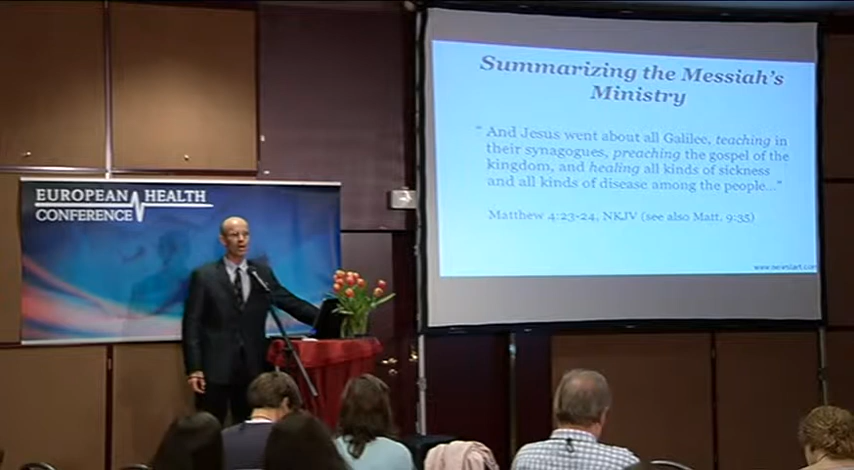 EUROPEAN HEALTH
CONFERENCE
Summarizing the Messiah's
Ministry
" And Jesus went about all Galilee, teaching in
their synagogues, preaching the gospel of the
kingdom, and healing all kinds of sickness
and all kinds of disease among the people..."
Matthew 4:23-24, NKJV (see also Matt. 9:35)
www.newstart.com